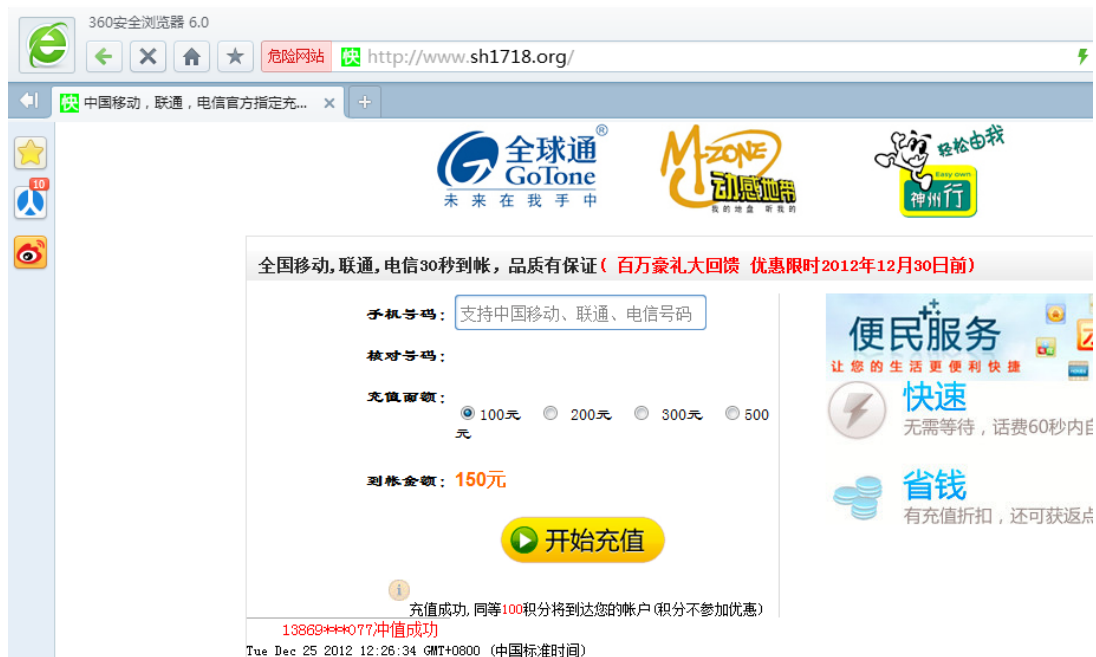 360安全浏览器 6.0
危险网站 快 http://www.sh1718.org/
快 中国移动，联通，电信官方指定充...
10
全球通®
GoTone
未来在我手中
M-ZONE
动感地带
我的地盘 听我的
轻松由我
Easy own
神州行
全国移动,联通,电信30秒到帐，品质有保证( 百万豪礼大回馈 优惠限时2012年12月30日前)
手机号码： 支持中国移动、联通、电信号码
核对号码：
充值面额：
100元 200元 300元 500
元
到帐金额：150元
开始充值
充值成功,同等100积分将到达您的帐户(积分不参加优惠)
13869***077冲值成功
Tue Dec 25 2012 12:26:34 GMT+0800 (中国标准时间)
便民服务
让您的生活更便利快捷
快速
无需等待，话费60秒内自
省钱
有充值折扣，还可获返点